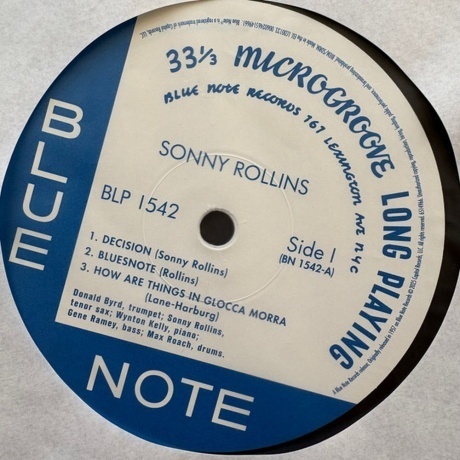 33⅓ MICROGROOVE LONG PLAYING
BLUE NOTE RECORDS 767 LEXINGTON AVE N.Y.C
SONNY ROLLINS
BLP 1542
Side 1
(BN 1542-A)
1. DECISION (Sonny Rollins)
2. BLUESNOTE (Rollins)
3. HOW ARE THINGS IN GLOCCA MORRA
(Lane-Harburg)
Donald Byrd, trumpet; Sonny Rollins,
tenor sax; Wynton Kelly, piano;
Gene Ramey, bass; Max Roach, drums.
BLUE
NOTE